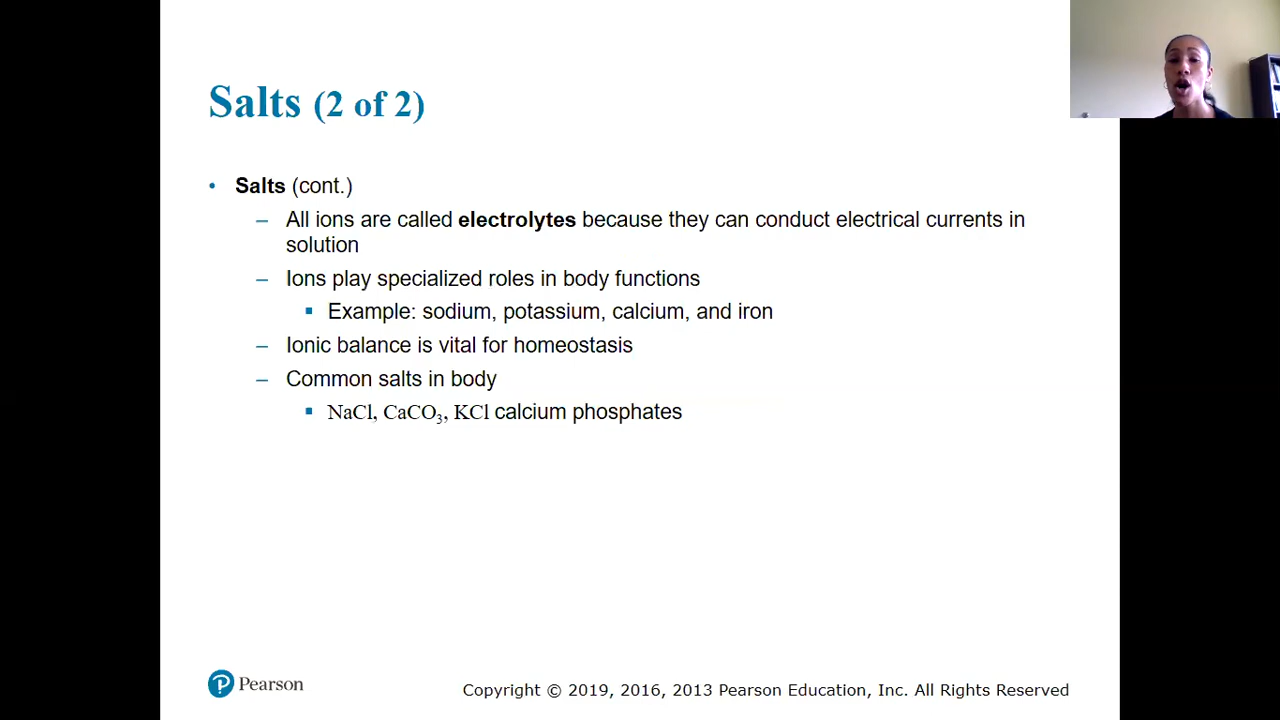 Salts (2 of 2)
• Salts (cont.)
– All ions are called electrolytes because they can conduct electrical currents in
solution
– Ions play specialized roles in body functions
▪ Example: sodium, potassium, calcium, and iron
– Ionic balance is vital for homeostasis
– Common salts in body
▪ NaCl, CaCO₃, KCl calcium phosphates
P Pearson
Copyright © 2019, 2016, 2013 Pearson Education, Inc. All Rights Reserved